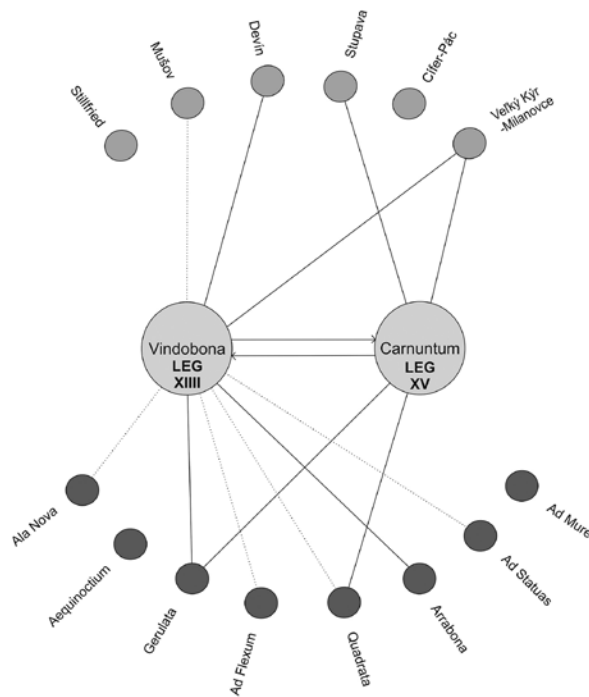 Stillfried
Mušov
Devín
Stupava
Cífer-Pác
Veľký Kýr
-Milanovce
Vindobona
LEG
XIIII
Carnuntum
LEG
XV
Ala Nova
Aequinoctium
Gerulata
Ad Flexum
Quadrata
Arrabona
Ad Statuas
Ad Mure